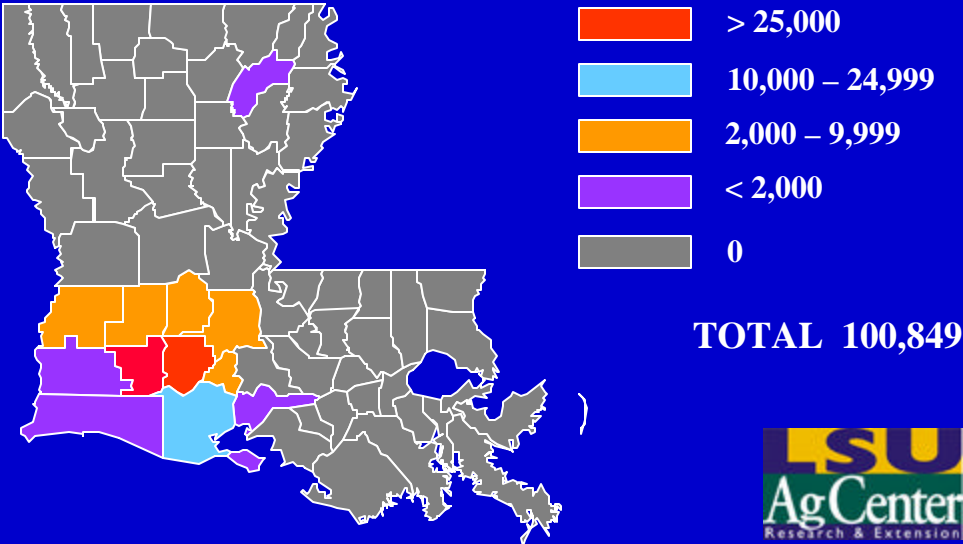 > 25,000
10,000 – 24,999
2,000 – 9,999
< 2,000
0
TOTAL 100,849
LSU
AgCenter
Research & Extension